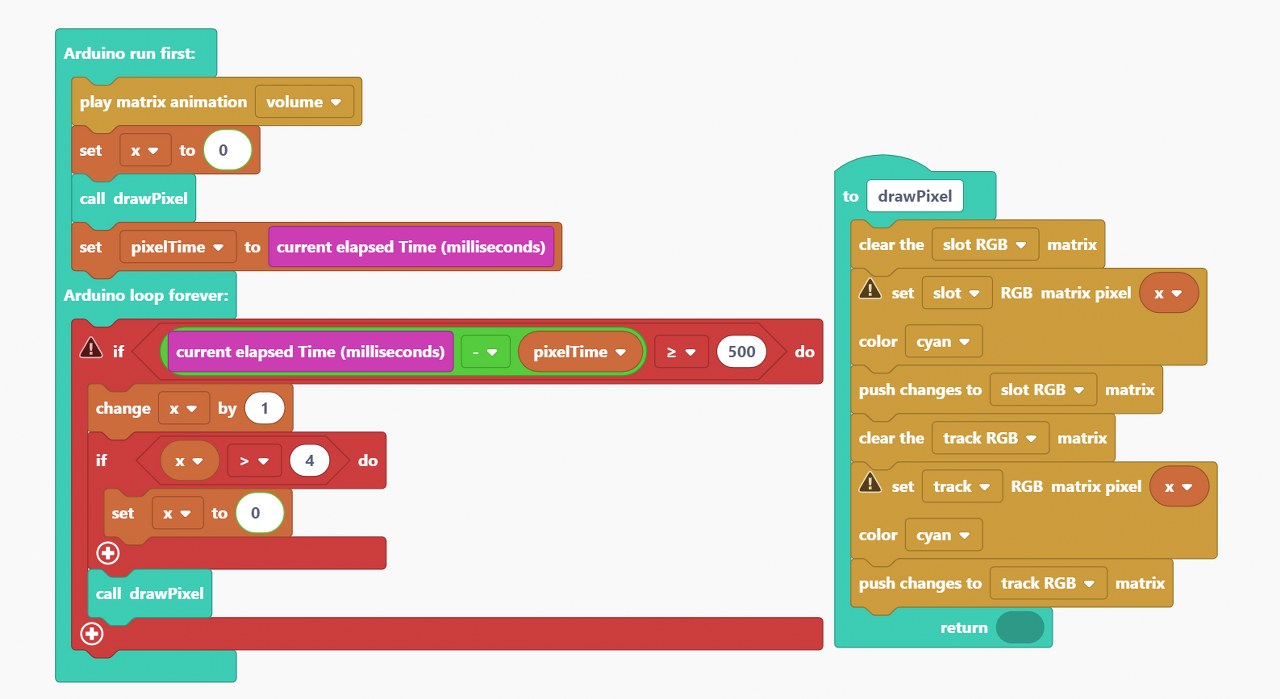 Arduino run first:
play matrix animation volume
set x to 0
call drawPixel
set pixelTime to current elapsed Time (milliseconds)
Arduino loop forever:
if current elapsed Time (milliseconds) - pixelTime ≥ 500 do
change x by 1
if x > 4 do
set x to 0
call drawPixel
to drawPixel
clear the slot RGB matrix
set slot RGB matrix pixel x
color cyan
push changes to slot RGB matrix
clear the track RGB matrix
set track RGB matrix pixel x
color cyan
push changes to track RGB matrix
return